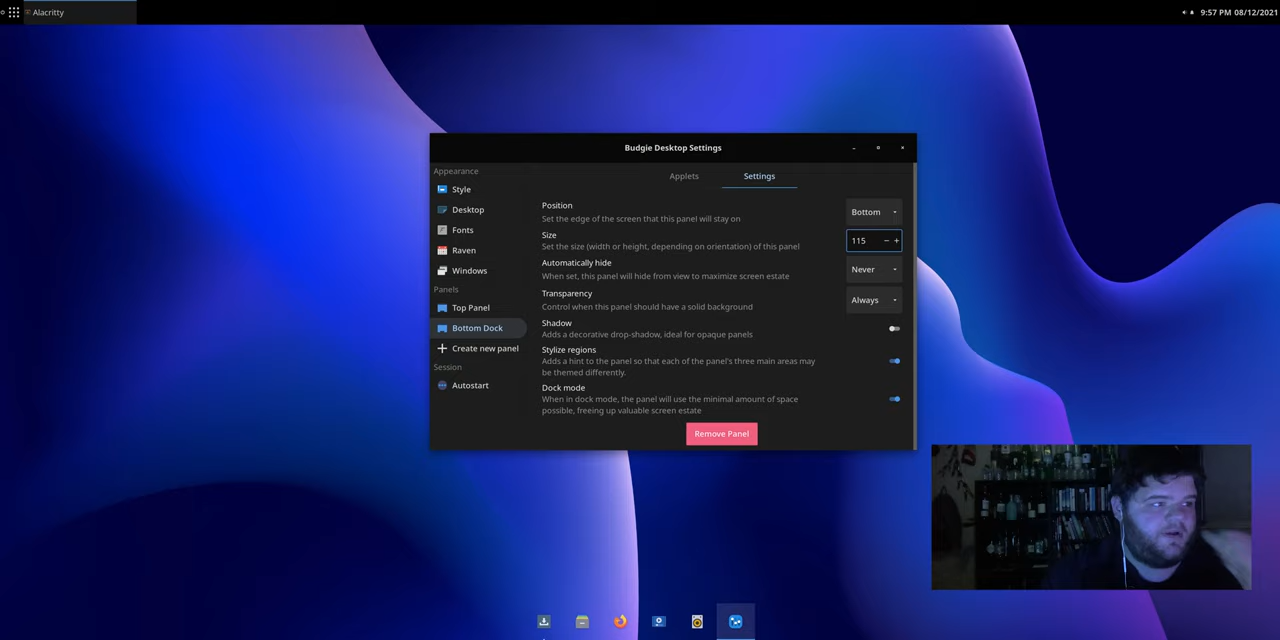 Alacritty
9:57 PM 08/12/2021
Budgie Desktop Settings
Appearance
Style
Desktop
Fonts
Raven
Windows
Panels
Top Panel
Bottom Dock
Create new panel
Session
Autostart
Applets
Settings
Position
Set the edge of the screen that this panel will stay on
Bottom
Size
Set the size (width or height, depending on orientation) of this panel
115
Automatically hide
When set, this panel will hide from view to maximize screen estate
Never
Transparency
Control when this panel should have a solid background
Always
Shadow
Adds a decorative drop-shadow, ideal for opaque panels
Stylize regions
Adds a hint to the panel so that each of the panel's three main areas may
be themed differently.
Dock mode
When in dock mode, the panel will use the minimal amount of space
possible, freeing up valuable screen estate
Remove Panel